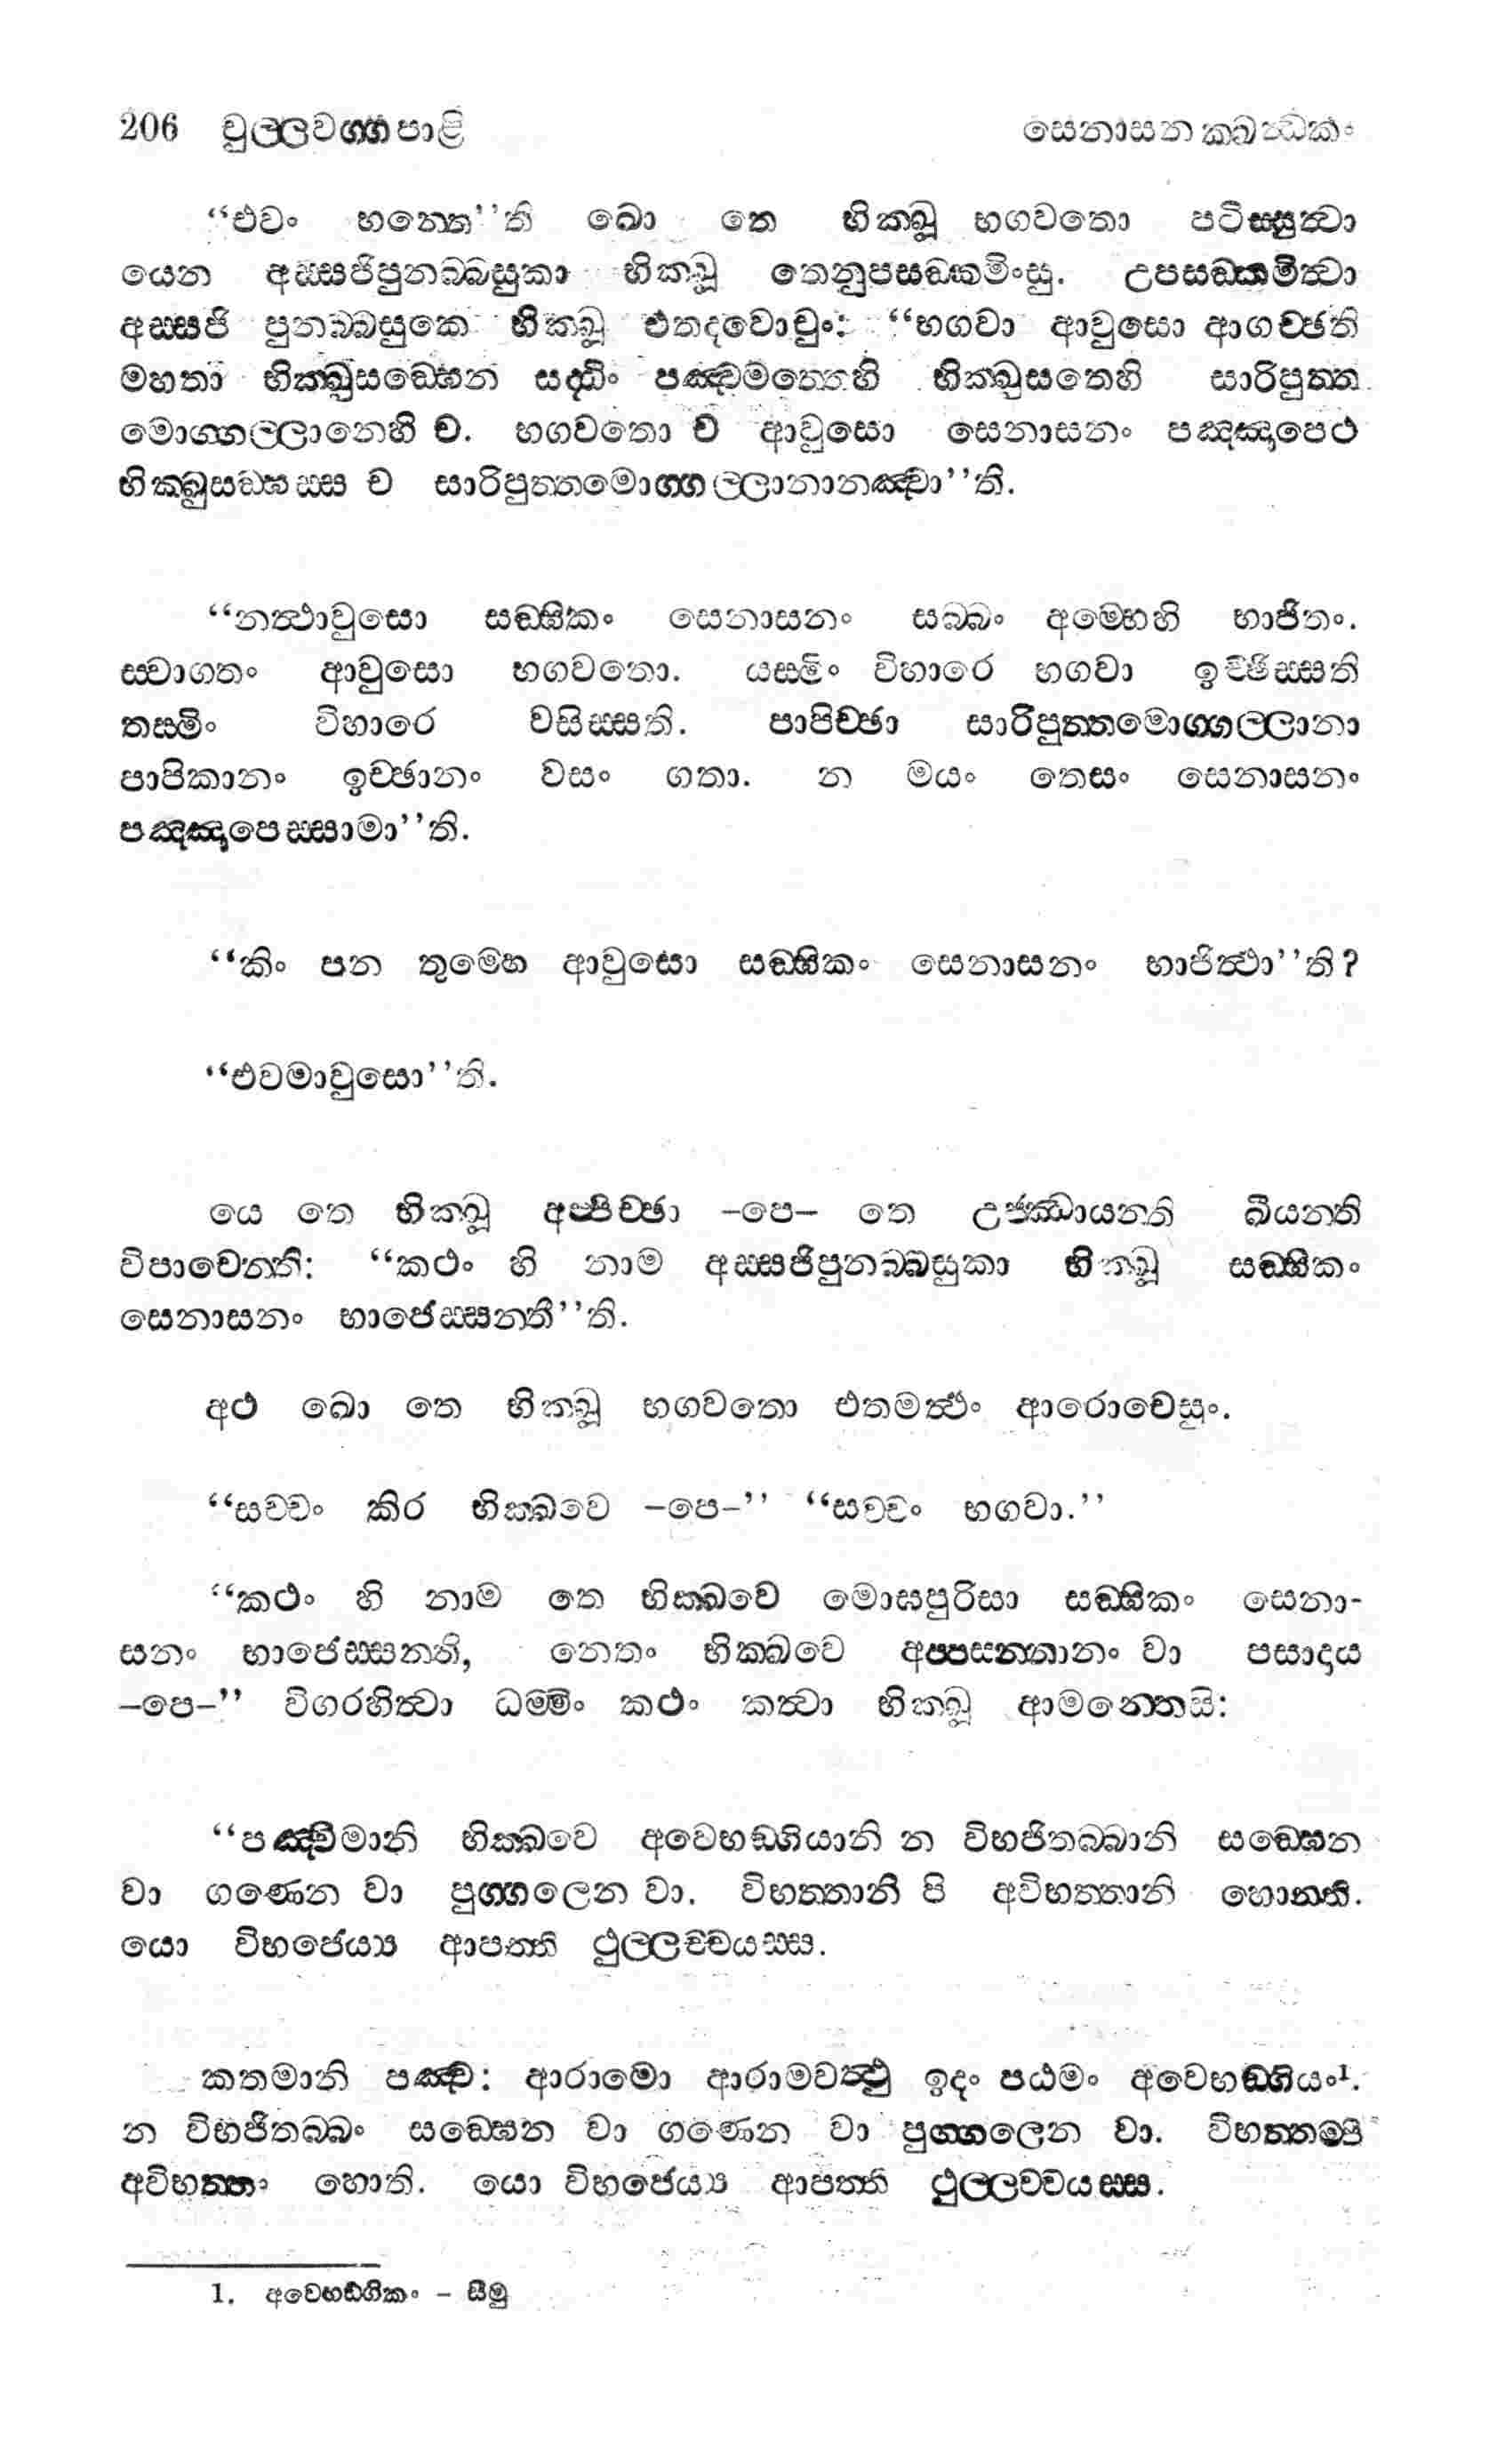 206 චුල්ලවග්ගපාළි සෙනාසනක්ඛන්ධකං
“එවං භන්තෙ’’ති ඛො තෙ භික්ඛූ භගවතො පටිස්සුත්වා
යෙන අස්සජිපුනබ්බසුකා භික්ඛූ තෙනුපසඞ්කමිංසු. උපසඞ්කමිත්වා
අස්සජි පුනබ්බසුකෙ භික්ඛූ එතදවොචුං: “භගවා ආවුසො ආගච්ඡති
මහතා භික්ඛුසඞ්ඝෙන සද්ධිං පඤ්චමත්තෙහි භික්ඛුසතෙහි සාරිපුත්ත
මොග්ගල්ලානෙහි ච. භගවතො ච ආවුසො සෙනාසනං පඤ්ඤාපෙථ
භික්ඛුසඞ්ඝස්ස ච සාරිපුත්තමොග්ගල්ලානානඤ්චා’’ති.
“නත්ථාවුසො සඞ්ඝිකං සෙනාසනං සබ්බං අම්හෙහි භාජිතං.
ස්වාගතං ආවුසො භගවතො. යස්මිං විහාරෙ භගවා ඉච්ඡිස්සති
තස්මිං විහාරෙ වසිස්සති. පාපිච්ඡා සාරිපුත්තමොග්ගල්ලානා
පාපිකානං ඉච්ඡානං වසං ගතා. න මයං තෙසං සෙනාසනං
පඤ්ඤාපෙස්සාමා’’ති.
“කිං පන තුම්හෙ ආවුසො සඞ්ඝිකං සෙනාසනං භාජිත්ථා’’ති?
“එවමාවුසො’’ති.
යෙ තෙ භික්ඛූ අප්පිච්ඡා –පෙ– තෙ උජ්ඣායන්ති ඛීයන්ති
විපාචෙන්ති: “කථං හි නාම අස්සජිපුනබ්බසුකා භික්ඛූ සඞ්ඝිකං
සෙනාසනං භාජෙස්සන්තී’’ති.
අථ ඛො තෙ භික්ඛූ භගවතො එතමත්ථං ආරොචෙසුං.
“සච්චං කිර භික්ඛවෙ –පෙ–’’ “සච්චං භගවා.’’
“කථං හි නාම තෙ භික්ඛවෙ මොඝපුරිසා සඞ්ඝිකං සෙනා-
සනං භාජෙස්සන්ති, නෙතං භික්ඛවෙ අප්පසන්නානං වා පසාදාය
–පෙ–’’ විගරහිත්වා ධම්මිං කථං කත්වා භික්ඛූ ආමන්තෙසි:
“පඤ්චිමානි භික්ඛවෙ අවෙභඞ්ගියානි න විභජිතබ්බානි සඞ්ඝෙන
වා ගණෙන වා පුග්ගලෙන වා. විභත්තානි පි අවිභත්තානි හොන්ති.
යො විභජෙය්‍ය ආපත්ති ථුල්ලච්චයස්ස.
කතමානි පඤ්ච: ආරාමො ආරාමවත්ථු ඉදං පඨමං අවෙභඞ්ගියං¹.
න විභජිතබ්බං සඞ්ඝෙන වා ගණෙන වා පුග්ගලෙන වා. විභත්තම්පි
අවිභත්තං හොති. යො විභජෙය්‍ය ආපත්ති ථුල්ලච්චයස්ස.
1. අවෙභඞ්ගිකං – සීමු